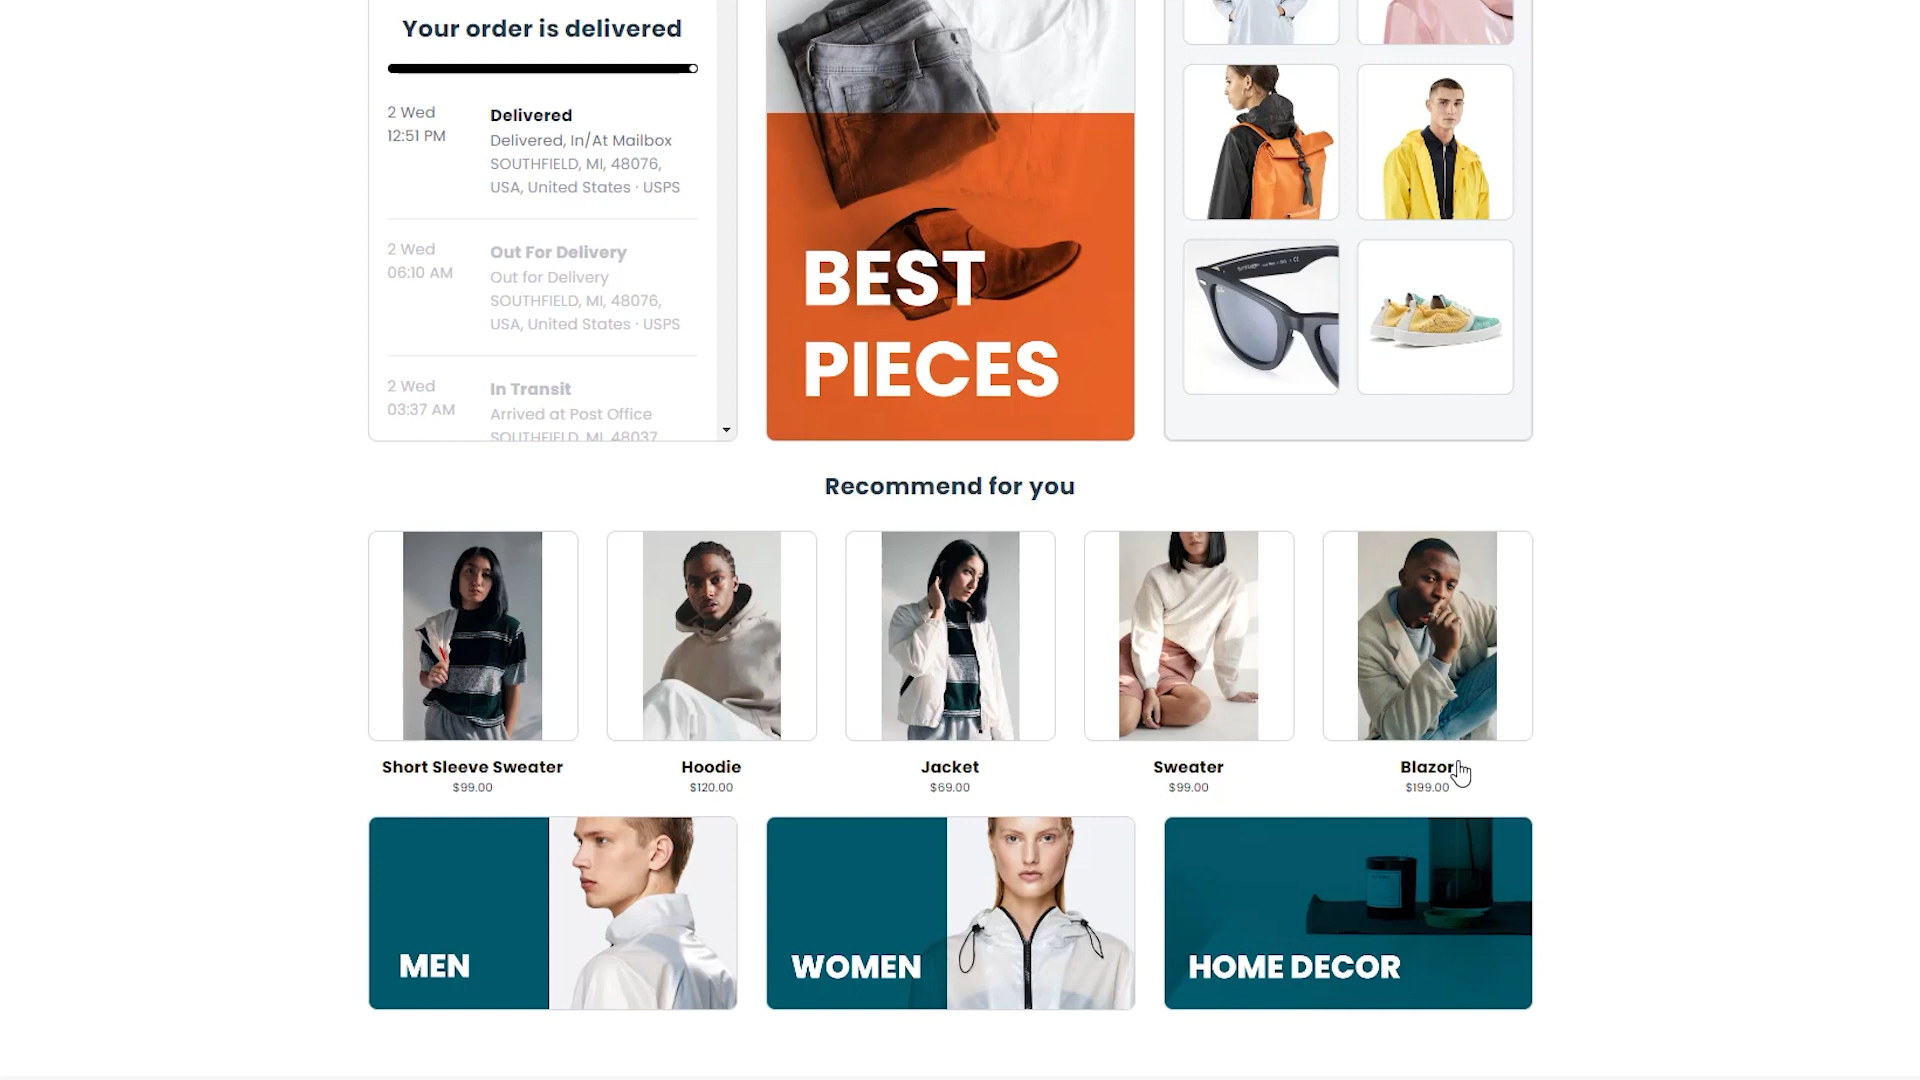 Your order is delivered
2 Wed
12:51 PM
Delivered
Delivered, In/At Mailbox
SOUTHFIELD, MI, 48076,
USA, United States · USPS
2 Wed
06:10 AM
Out For Delivery
Out for Delivery
SOUTHFIELD, MI, 48076,
USA, United States · USPS
2 Wed
03:37 AM
In Transit
Arrived at Post Office
SOUTHFIELD, MI, 48037
BEST
PIECES
Recommend for you
Short Sleeve Sweater
$99.00
Hoodie
$120.00
Jacket
$69.00
Sweater
$99.00
Blazor
$199.00
MEN
WOMEN
HOME DECOR